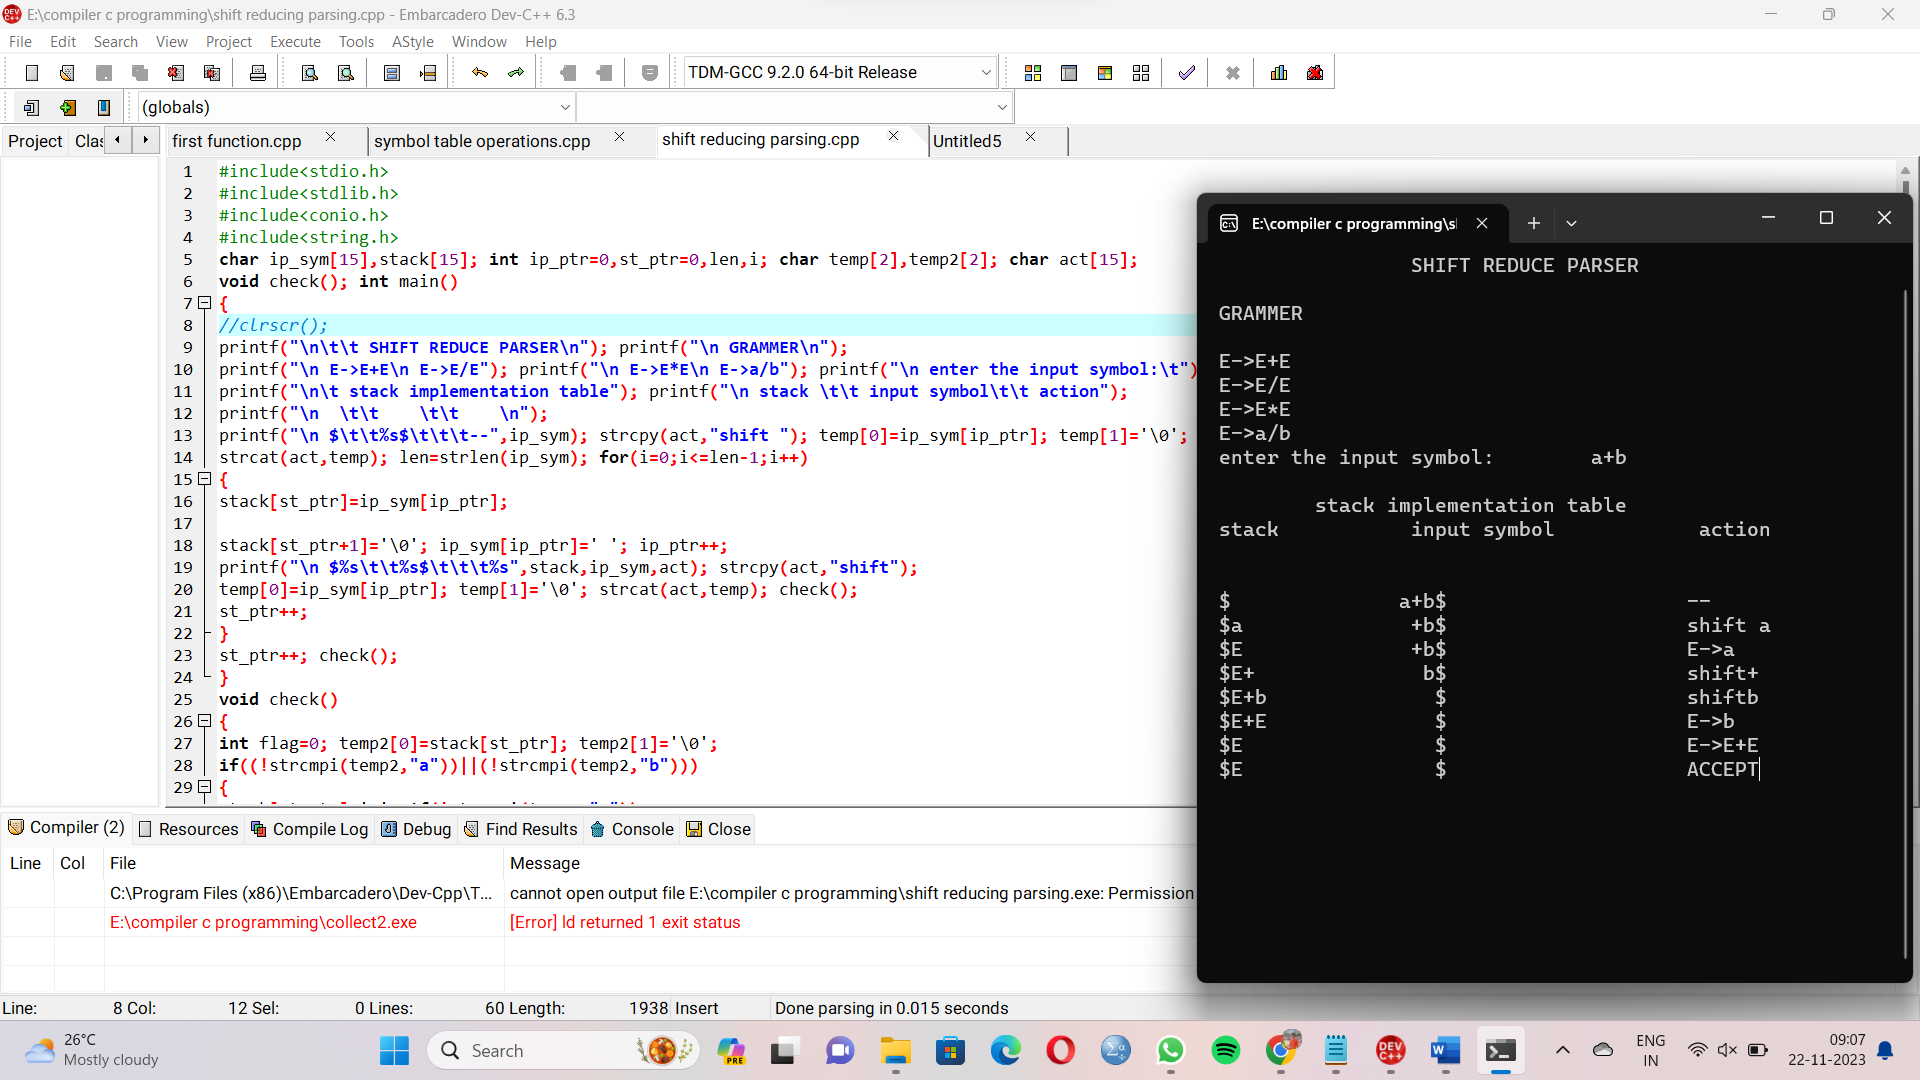 E:\compiler c programming\shift reducing parsing.cpp - Embarcadero Dev-C++ 6.3
File Edit Search View Project Execute Tools AStyle Window Help
TDM-GCC 9.2.0 64-bit Release
(globals)
Project Clas
first function.cpp symbol table operations.cpp shift reducing parsing.cpp Untitled5
1 #include<stdio.h>
2 #include<stdlib.h>
3 #include<conio.h>
4 #include<string.h>
5 char ip_sym[15],stack[15]; int ip_ptr=0,st_ptr=0,len,i; char temp[2],temp2[2]; char act[15];
6 void check(); int main()
7 {
8 //clrscr();
9 printf("\n\t\t SHIFT REDUCE PARSER\n"); printf("\n GRAMMER\n");
10 printf("\n E->E+E\n E->E/E"); printf("\n E->E*E\n E->a/b"); printf("\n enter the input symbol:\t")
11 printf("\n\t stack implementation table"); printf("\n stack \t\t input symbol\t\t action");
12 printf("\n  \t\t    \t\t    \n");
13 printf("\n $\t\t%s$\t\t\t--",ip_sym); strcpy(act,"shift "); temp[0]=ip_sym[ip_ptr]; temp[1]='\0';
14 strcat(act,temp); len=strlen(ip_sym); for(i=0;i<=len-1;i++)
15 {
16 stack[st_ptr]=ip_sym[ip_ptr];
17
18 stack[st_ptr+1]='\0'; ip_sym[ip_ptr]=' '; ip_ptr++;
19 printf("\n $%s\t\t%s$\t\t\t%s",stack,ip_sym,act); strcpy(act,"shift");
20 temp[0]=ip_sym[ip_ptr]; temp[1]='\0'; strcat(act,temp); check();
21 st_ptr++;
22 }
23 st_ptr++; check();
24 }
25 void check()
26 {
27 int flag=0; temp2[0]=stack[st_ptr]; temp2[1]='\0';
28 if((!strcmpi(temp2,"a"))||(!strcmpi(temp2,"b")))
29 {
E:\compiler c programming\s
SHIFT REDUCE PARSER
GRAMMER
E->E+E
E->E/E
E->E*E
E->a/b
enter the input symbol: a+b
stack implementation table
stack input symbol action
$ a+b$ --
$a +b$ shift a
$E +b$ E->a
$E+ b$ shift+
$E+b $ shiftb
$E+E $ E->b
$E $ E->E+E
$E $ ACCEPT
Compiler (2) Resources Compile Log Debug Find Results Console Close
Line Col File Message
C:\Program Files (x86)\Embarcadero\Dev-Cpp\T... cannot open output file E:\compiler c programming\shift reducing parsing.exe: Permission
E:\compiler c programming\collect2.exe [Error] ld returned 1 exit status
Line: 8 Col: 12 Sel: 0 Lines: 60 Length: 1938 Insert Done parsing in 0.015 seconds
26°C
Mostly cloudy
Search
PRE
DEV C++
ENG
IN
09:07
22-11-2023